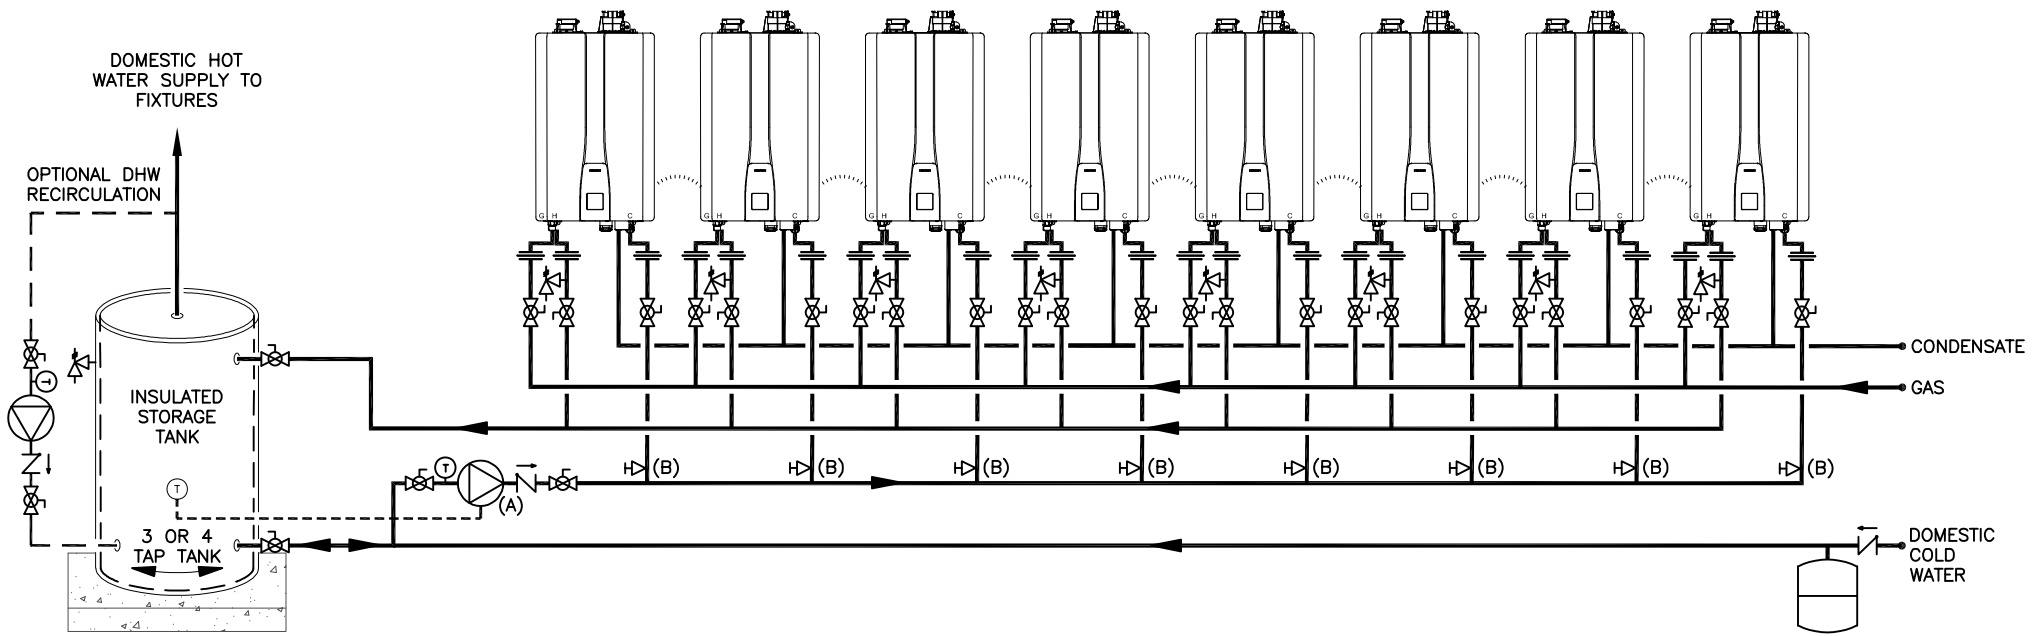 DOMESTIC HOT
WATER SUPPLY TO
FIXTURES
OPTIONAL DHW
RECIRCULATION
G H C
G H C
G H C
G H C
G H C
G H C
G H C
G H C
CONDENSATE
GAS
T
INSULATED
STORAGE
TANK
T
T
(A)
(B)
(B)
(B)
(B)
(B)
(B)
(B)
(B)
3 OR 4
TAP TANK
DOMESTIC
COLD
WATER